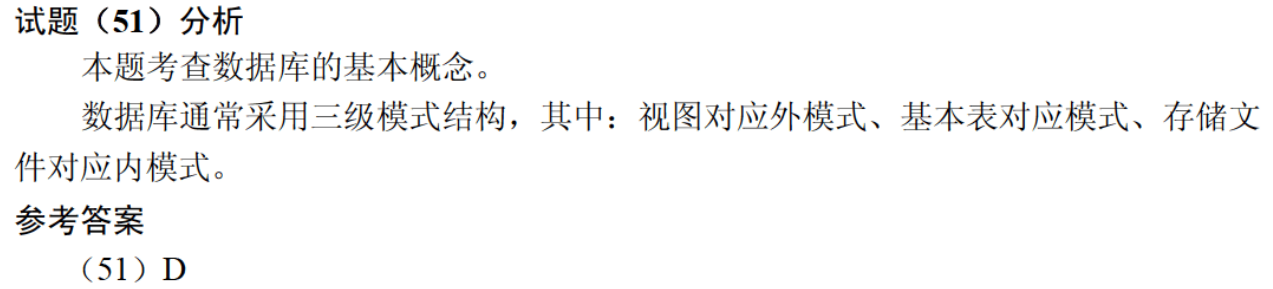 试题（51）分析
本题考查数据库的基本概念。
数据库通常采用三级模式结构，其中：视图对应外模式、基本表对应模式、存储文
件对应内模式。
参考答案
（51）D